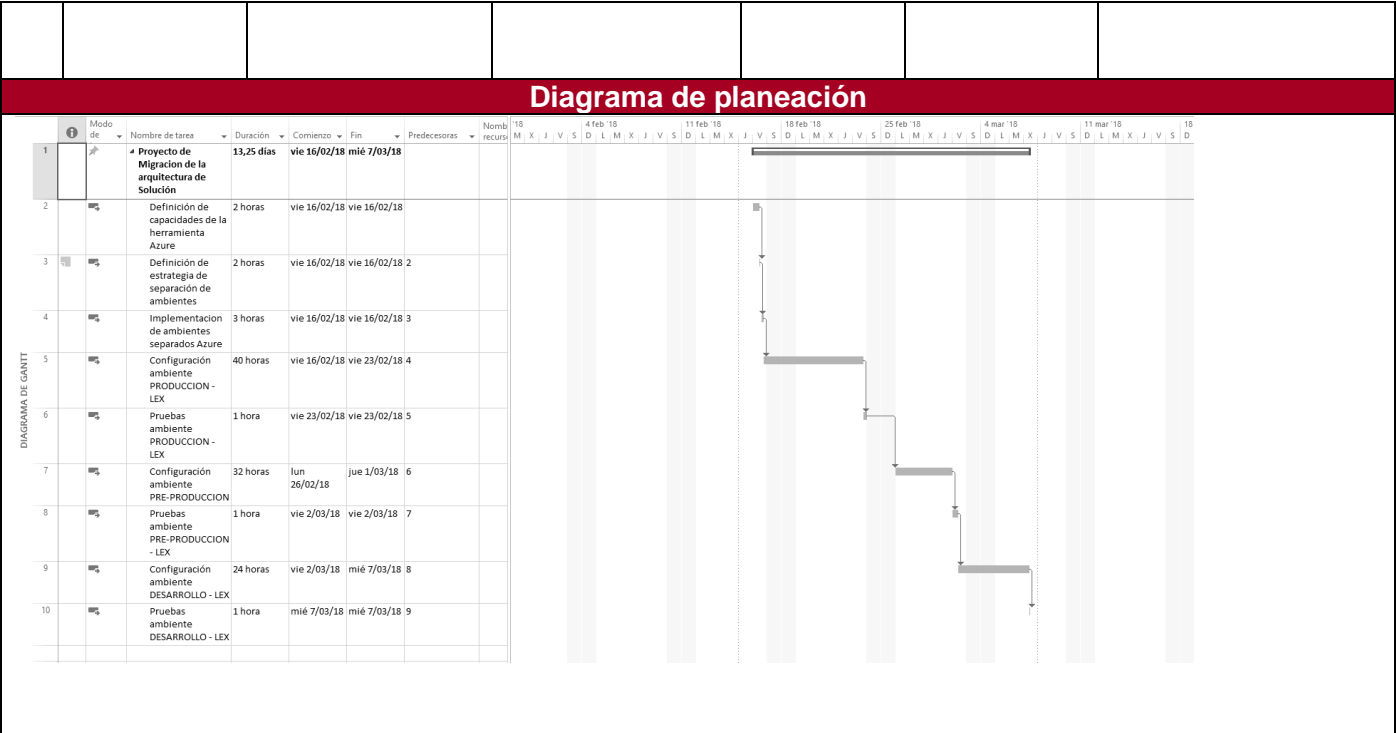 Diagrama de planeación
Modo de
Nombre de tarea
Duración
Comienzo
Fin
Predecesoras
Nomb recurs
'18
4 feb '18
11 feb '18
18 feb '18
25 feb '18
4 mar '18
11 mar '18
18
M X J V S D L M X J V S D L M X J V S D L M X J V S D L M X J V S D L M X J V S D L M X J V S D
DIAGRAMA DE GANTT
1
Proyecto de
Migracion de la
arquitectura de
Solución
13,25 días
vie 16/02/18
mié 7/03/18
2
Definición de
capacidades de la
herramienta
Azure
2 horas
vie 16/02/18
vie 16/02/18
3
Definición de
estrategia de
separación de
ambientes
2 horas
vie 16/02/18
vie 16/02/18
2
4
Implementacion
de ambientes
separados Azure
3 horas
vie 16/02/18
vie 16/02/18
3
5
Configuración
ambiente
PRODUCCION -
LEX
40 horas
vie 16/02/18
vie 23/02/18
4
6
Pruebas
ambiente
PRODUCCION -
LEX
1 hora
vie 23/02/18
vie 23/02/18
5
7
Configuración
ambiente
PRE-PRODUCCION
32 horas
lun
26/02/18
jue 1/03/18
6
8
Pruebas
ambiente
PRE-PRODUCCION
- LEX
1 hora
vie 2/03/18
vie 2/03/18
7
9
Configuración
ambiente
DESARROLLO - LEX
24 horas
vie 2/03/18
mié 7/03/18
8
10
Pruebas
ambiente
DESARROLLO - LEX
1 hora
mié 7/03/18
mié 7/03/18
9